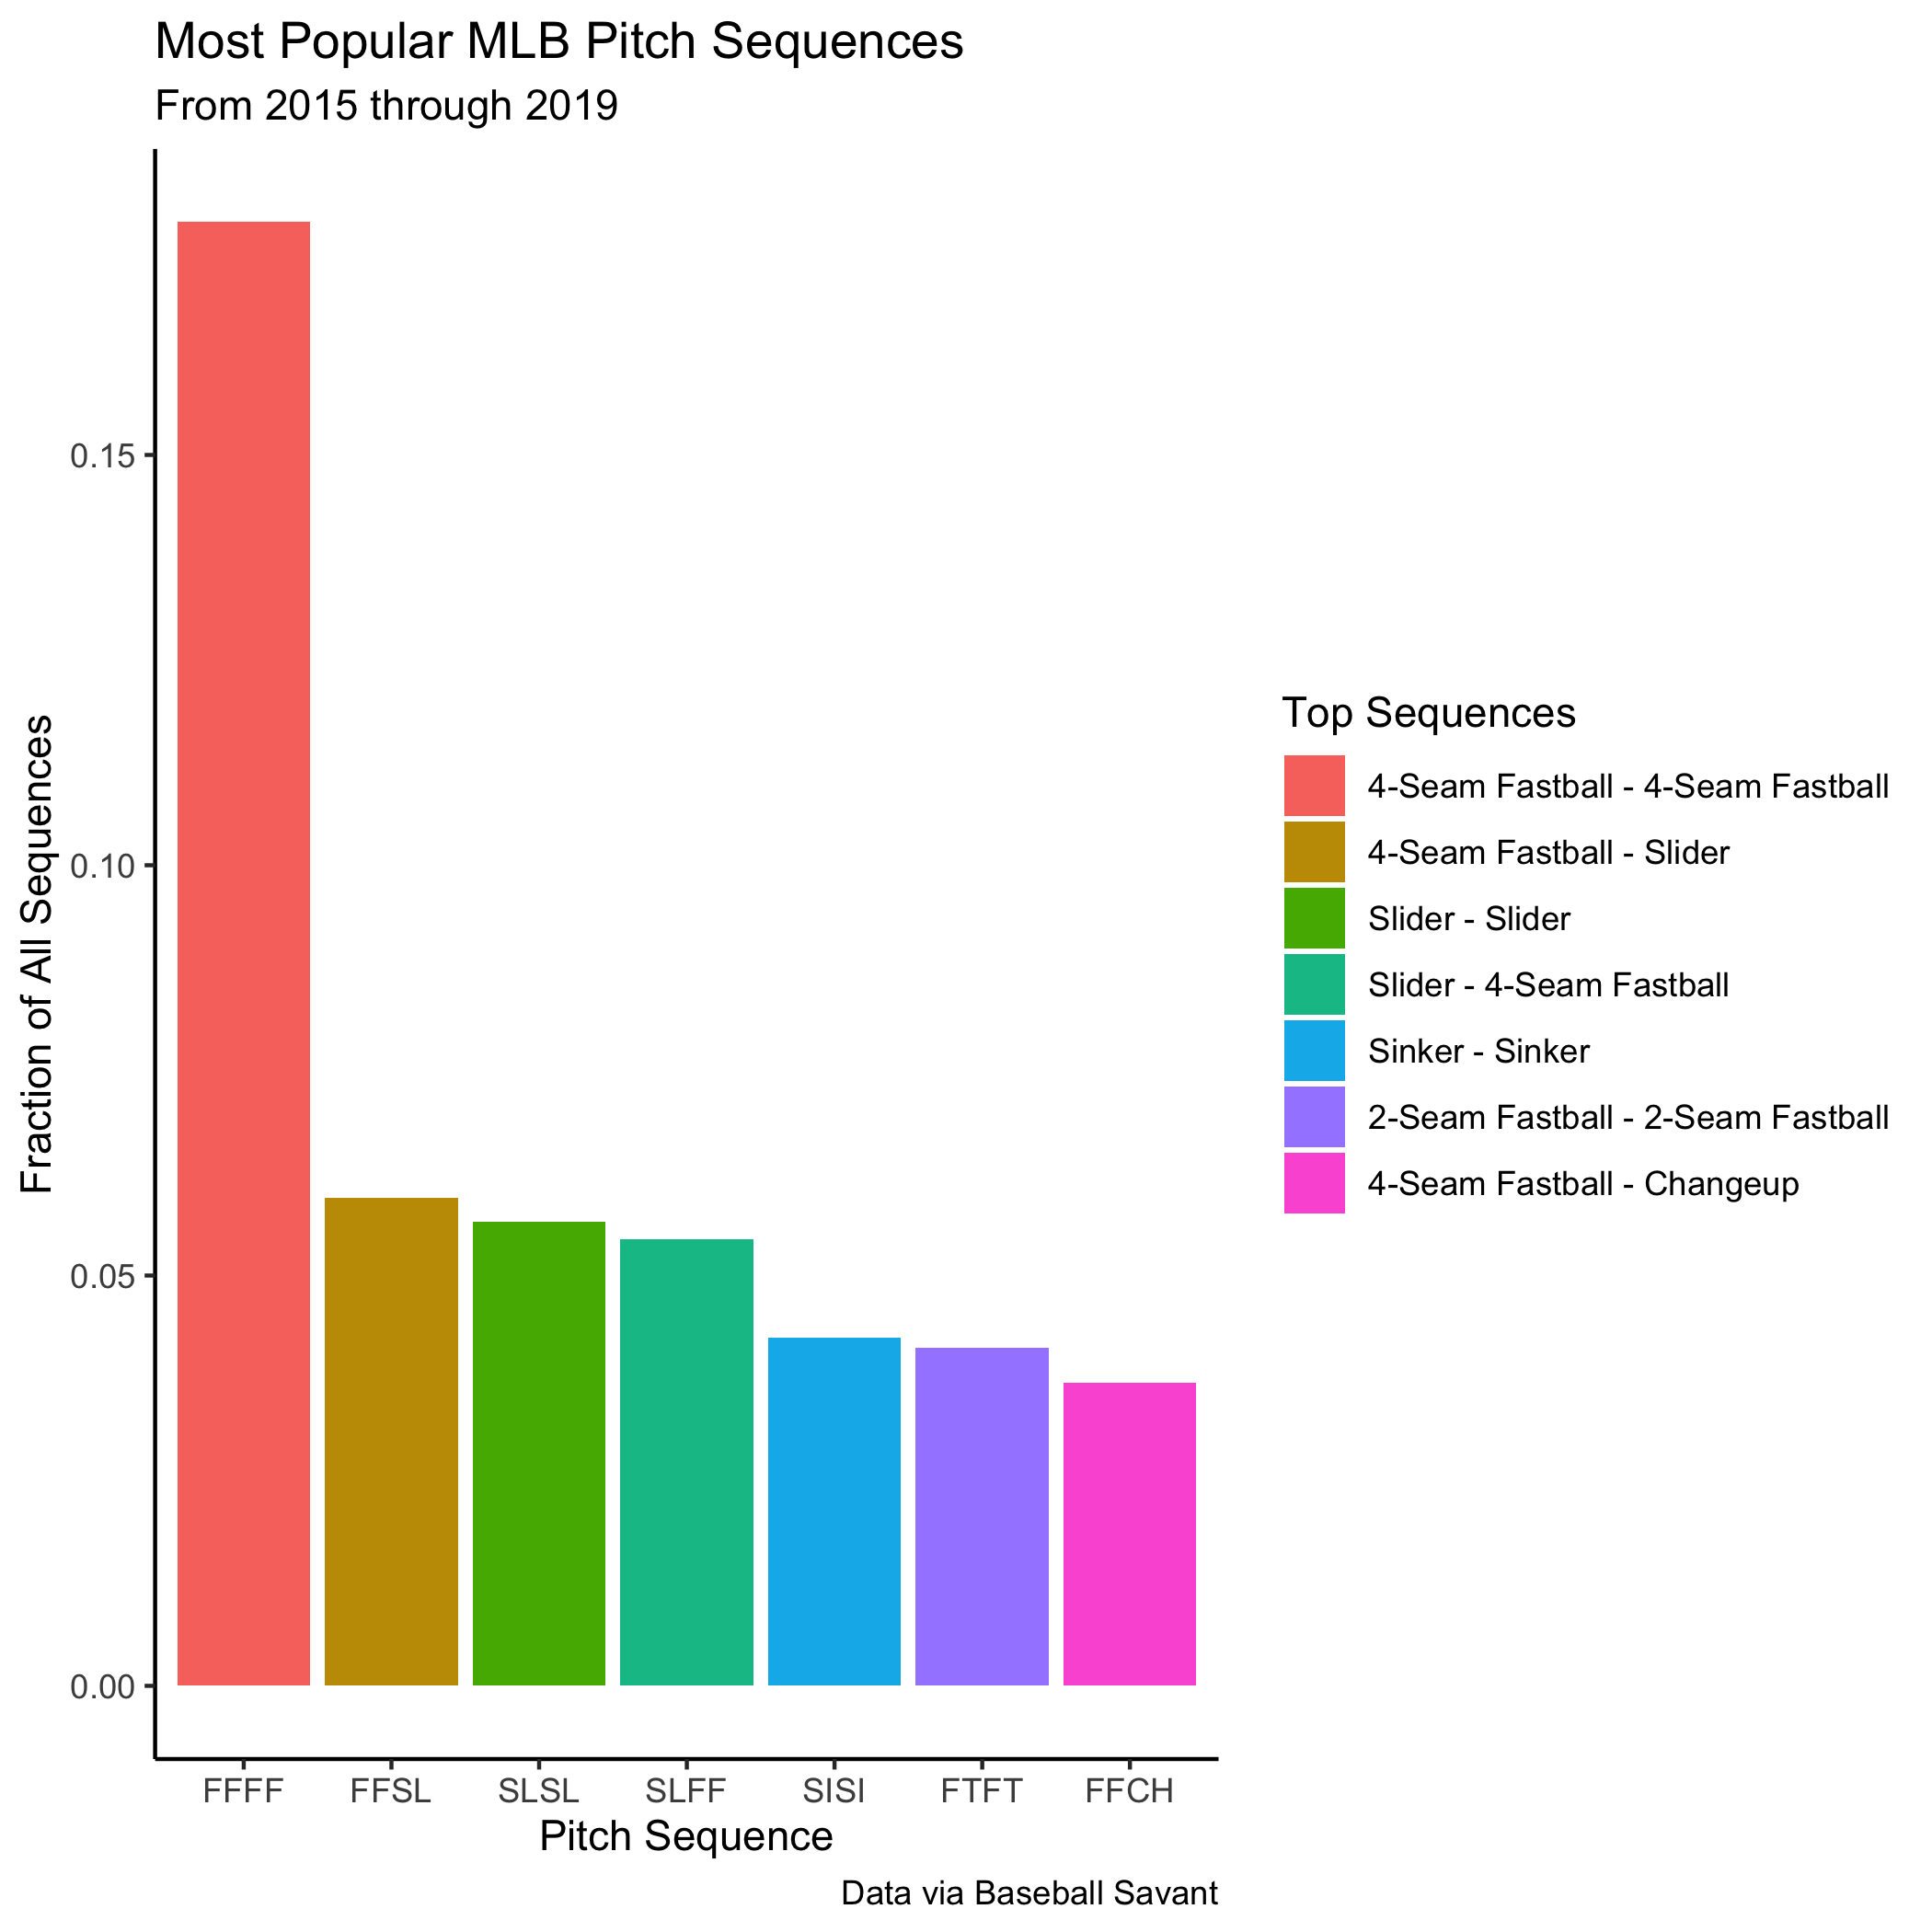 Most Popular MLB Pitch Sequences
From 2015 through 2019
Fraction of All Sequences
0.15
0.10
0.05
0.00
FFFF FFSL SLSL SLFF SISI FTFT FFCH
Pitch Sequence
Top Sequences
4-Seam Fastball - 4-Seam Fastball
4-Seam Fastball - Slider
Slider - Slider
Slider - 4-Seam Fastball
Sinker - Sinker
2-Seam Fastball - 2-Seam Fastball
4-Seam Fastball - Changeup
Data via Baseball Savant